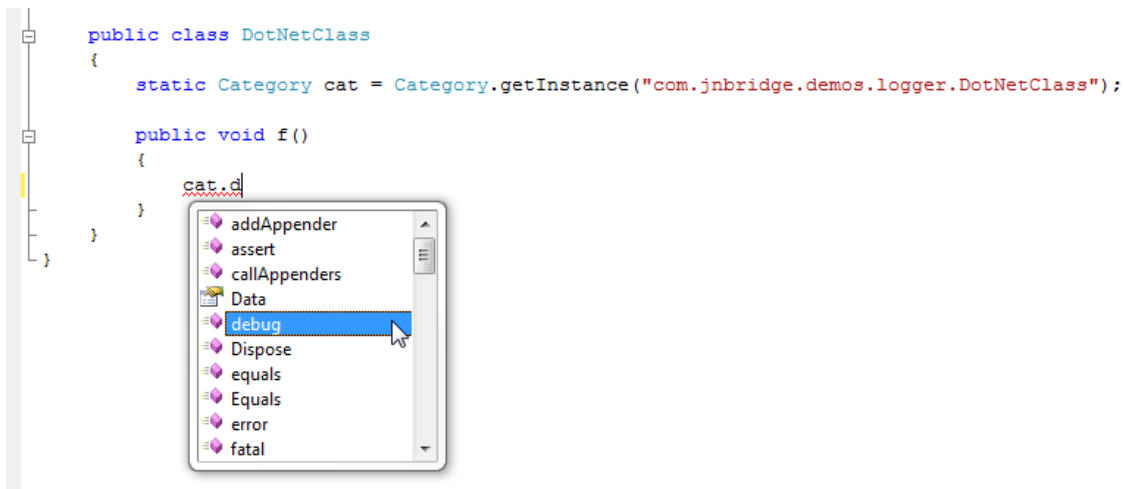 public class DotNetClass
{
static Category cat = Category.getInstance("com.jnbridge.demos.logger.DotNetClass");
public void f()
{
cat.d
}
}
}
addAppender
assert
callAppenders
Data
debug
Dispose
equals
Equals
error
fatal